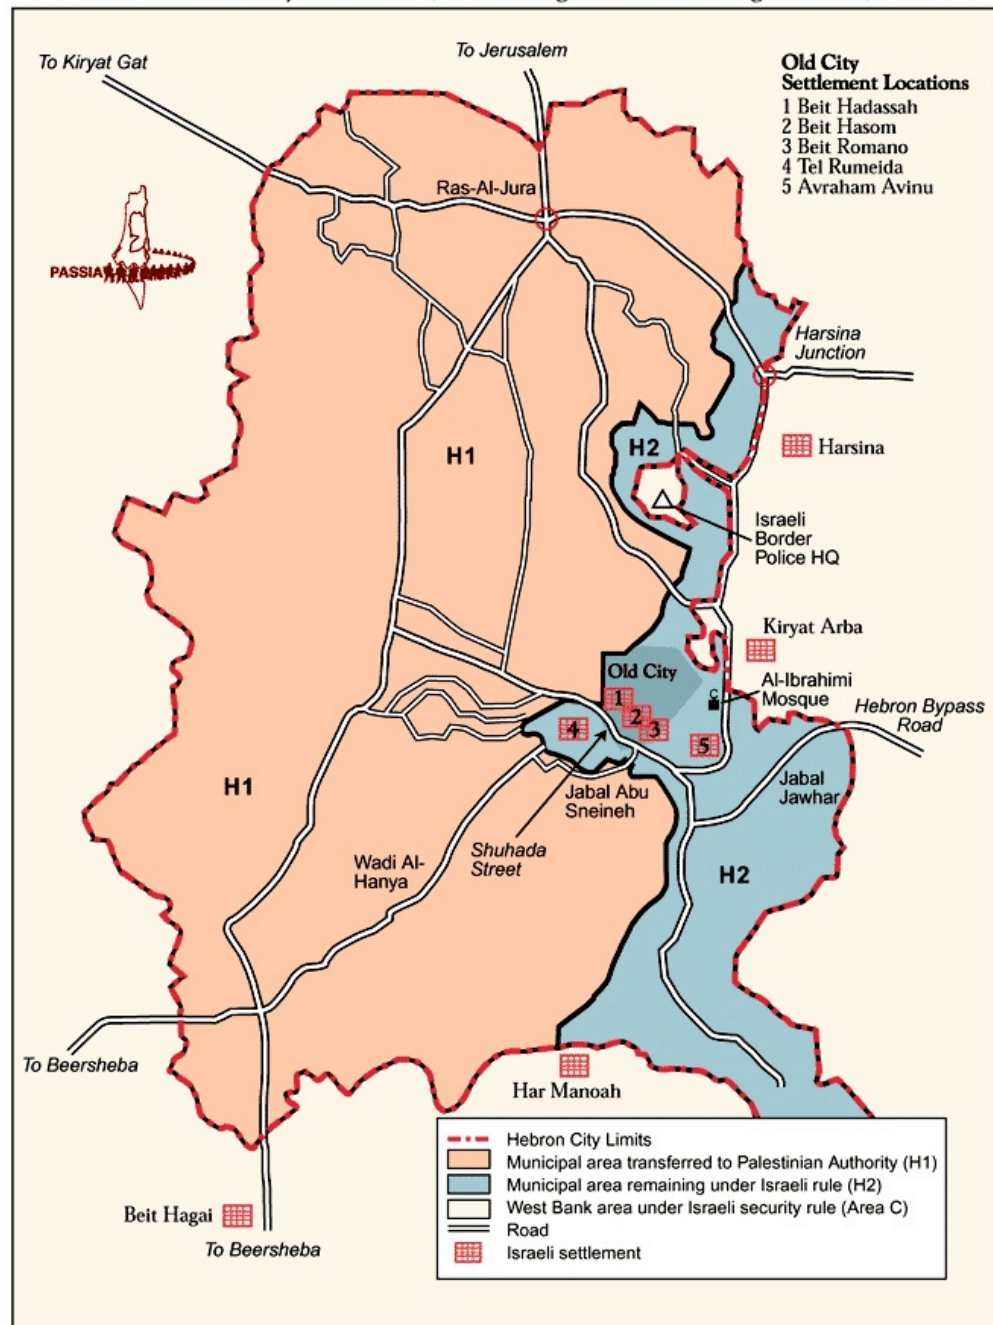 To Kiryat Gat
To Jerusalem
Old City
Settlement Locations
1 Beit Hadassah
2 Beit Hasom
3 Beit Romano
4 Tel Rumeida
5 Avraham Avinu
Ras-Al-Jura
PASSIA
Harsina
Junction
H1
H2
Harsina
Israeli
Border
Police HQ
Kiryat Arba
Old City
Al-Ibrahimi
Mosque
Hebron Bypass
Road
1
2
3
4
5
H1
Jabal Abu
Sneineh
Jabal
Jawhar
Shuhada
Street
Wadi Al-
Hanya
H2
To Beersheba
Har Manoah
Beit Hagai
To Beersheba
Hebron City Limits
Municipal area transferred to Palestinian Authority (H1)
Municipal area remaining under Israeli rule (H2)
West Bank area under Israeli security rule (Area C)
Road
Israeli settlement